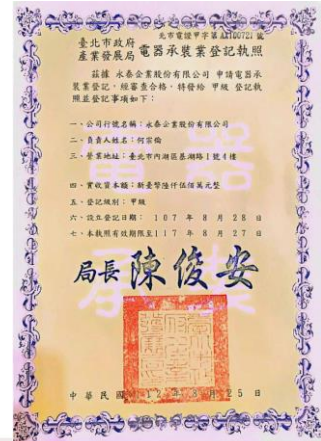 北市電證甲字第AX100721號
臺北市政府
產業發展局
電器承裝業登記執照
茲據 永泰企業股份有限公司 申請電器承
裝業登記,經審查合格,特發給 甲級 登記執
照並登記事項如下:
一、公司行號名稱:永泰企業股份有限公司
二、負責人姓名:何宗倫
三、營業地址:臺北市內湖區基湖路1號4樓
四、實收資本額:新臺幣陸仟伍佰萬元整
五、登記級別:甲級
六、設立登記日期: 107 年 8 月 28 日
七、本執照有效期限至117 年 8 月 27 日
局長 陳俊安
中華民國 112 年 8 月 25 日